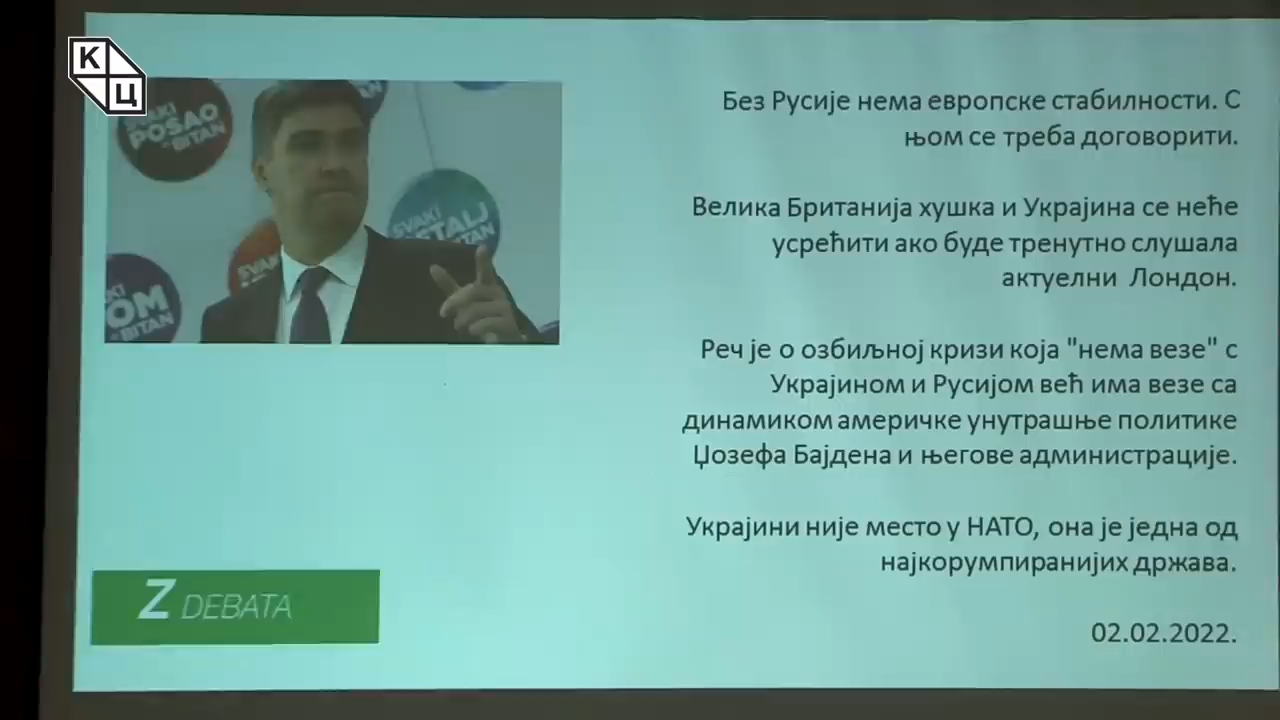 К
Ц
POSAO
BITAN
SVAKI
OM
BITAN
Без Русије нема европске стабилности. С
њом се треба договорити.
Велика Британија хушка и Украјина се неће
усрећити ако буде тренутно слушала
актуелни Лондон.
Реч је о озбиљној кризи која "нема везе" с
Украјином и Русијом већ има везе са
динамиком америчке унутрашње политике
Џозефа Бајдена и његове администрације.
Украјини није место у НАТО, она је једна од
најкорумпиранијих држава.
02.02.2022.
Z DEBATA